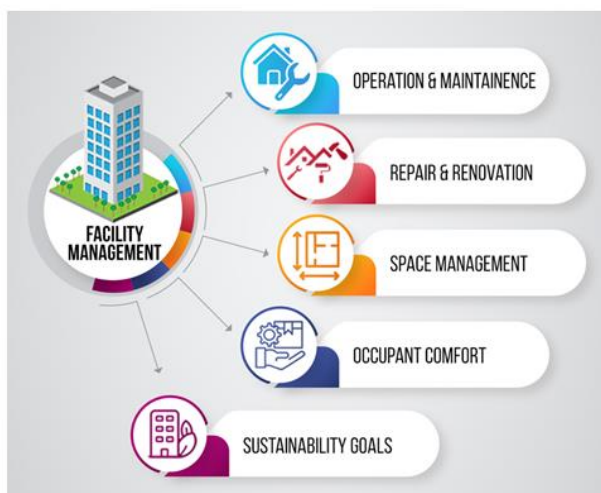 FACILITY
MANAGEMENT
OPERATION & MAINTAINENCE
REPAIR & RENOVATION
SPACE MANAGEMENT
OCCUPANT COMFORT
SUSTAINABILITY GOALS